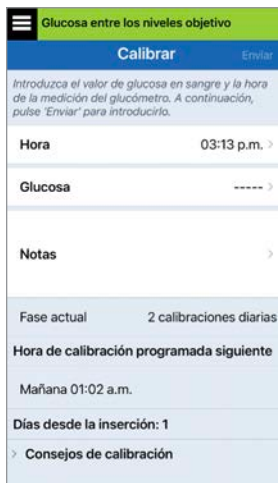 Glucosa entre los niveles objetivo
Calibrar Enviar
Introduzca el valor de glucosa en sangre y la hora
de la medición del glucómetro. A continuación,
pulse 'Enviar' para introducirlo.
Hora 03:13 p.m. >
Glucosa ----- >
Notas >
Fase actual 2 calibraciones diarias
Hora de calibración programada siguiente
Mañana 01:02 a.m.
Días desde la inserción: 1
> Consejos de calibración